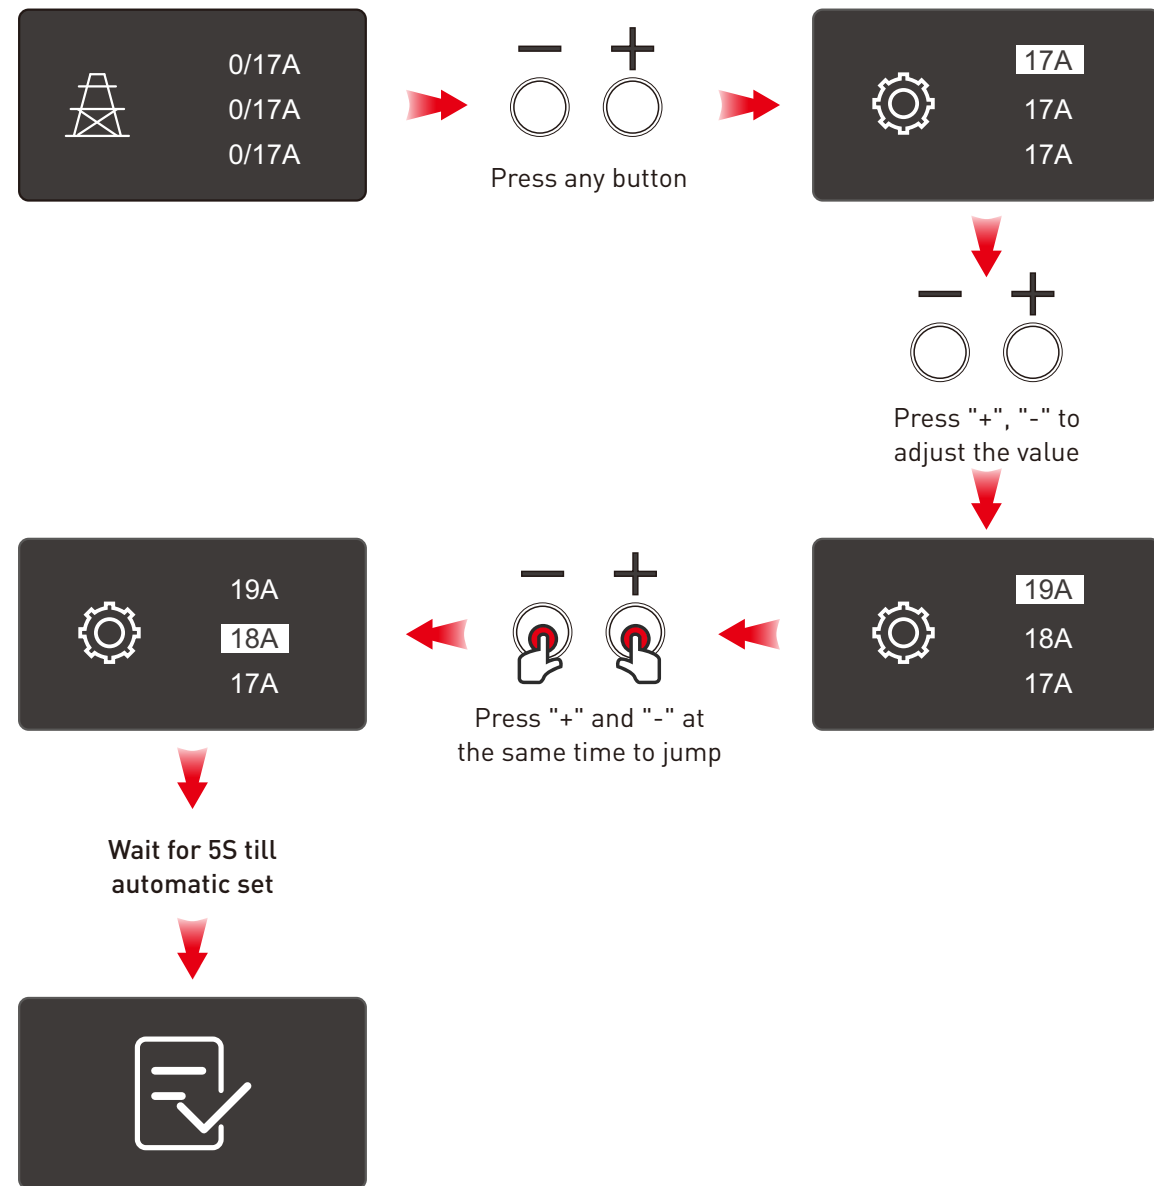 0/17A
0/17A
0/17A
Press any button
17A
17A
17A
Press "+", "-" to
adjust the value
19A
18A
17A
Press "+" and "-" at
the same time to jump
19A
18A
17A
Wait for 5S till
automatic set